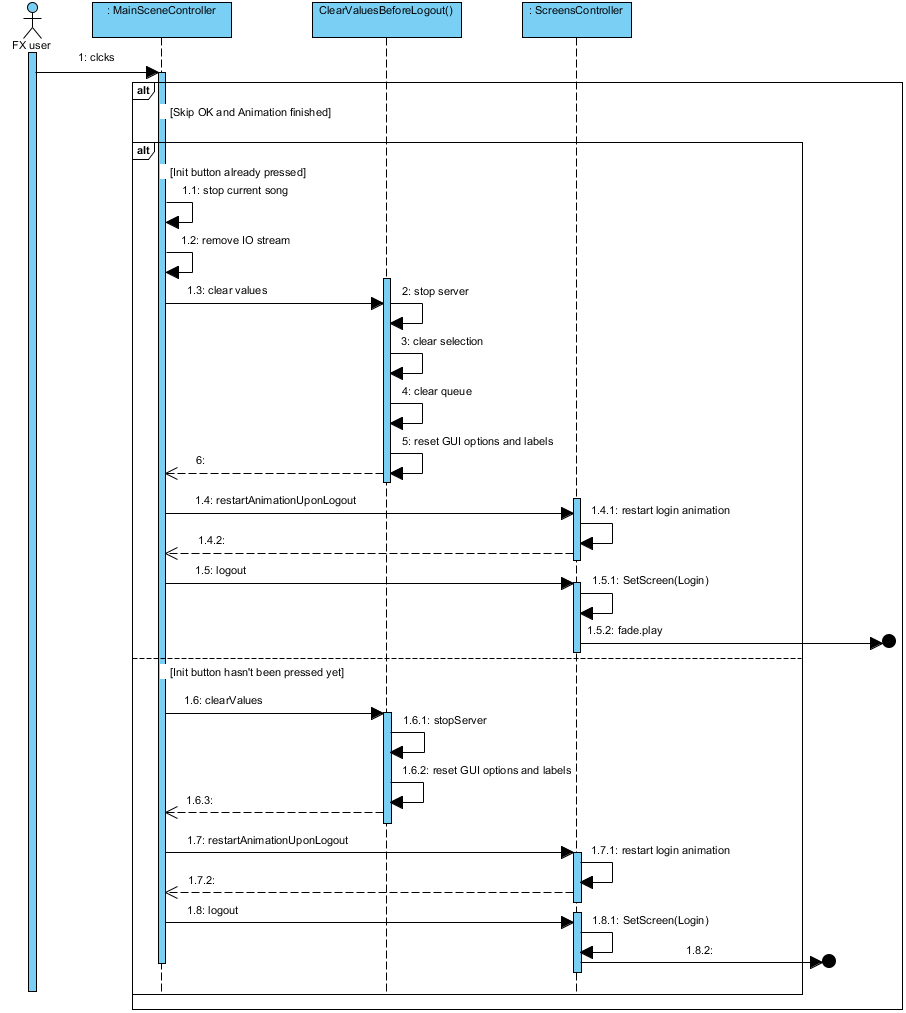 : MainSceneController
ClearValuesBeforeLogout()
: ScreensController
FX user
1: clcks
alt
[Skip OK and Animation finished]
alt
[Init button already pressed]
1.1: stop current song
1.2: remove IO stream
1.3: clear values
2: stop server
3: clear selection
4: clear queue
5: reset GUI options and labels
6:
1.4: restartAnimationUponLogout
1.4.1: restart login animation
1.4.2:
1.5: logout
1.5.1: SetScreen(Login)
1.5.2: fade.play
[Init button hasn't been pressed yet]
1.6: clearValues
1.6.1: stopServer
1.6.2: reset GUI options and labels
1.6.3:
1.7: restartAnimationUponLogout
1.7.1: restart login animation
1.7.2:
1.8: logout
1.8.1: SetScreen(Login)
1.8.2: